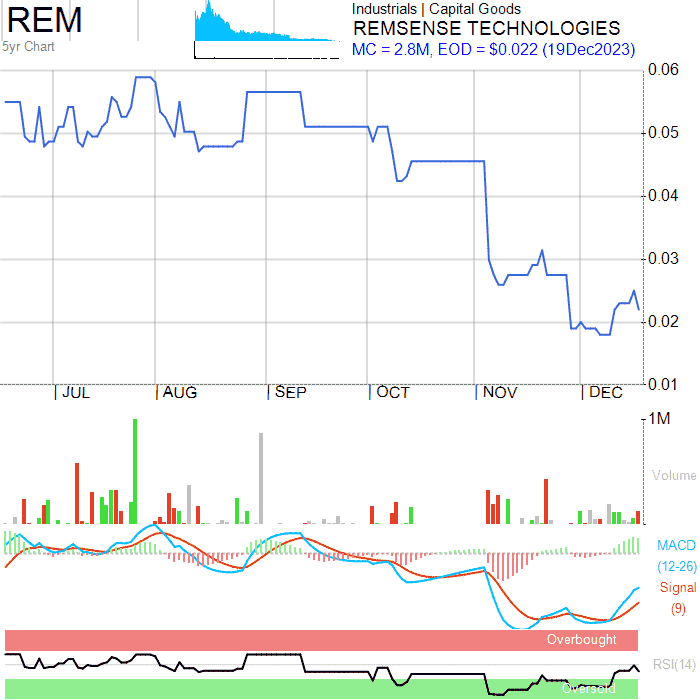 REM
5yr Chart
Industrials | Capital Goods
REMSENSE TECHNOLOGIES
MC = 2.8M, EOD = $0.022 (19Dec2023)
0.06
0.05
0.04
0.03
0.02
0.01
| JUL | AUG | SEP | OCT | NOV | DEC
1M
Volume
MACD
(12-26)
Signal
(9)
Overbought
RSI(14)
Oversold